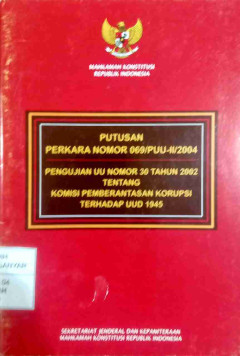 MAHKAMAH KONSTITUSI
REPUBLIK INDONESIA
PUTUSAN
PERKARA NOMOR 069/PUU-II/2004
PENGUJIAN UU NOMOR 30 TAHUN 2002
TENTANG
KOMISI PEMBERANTASAN KORUPSI
TERHADAP UUD 1945
SEKRETARIAT JENDERAL DAN KEPANITERAAN
MAHKAMAH KONSTITUSI REPUBLIK INDONESIA